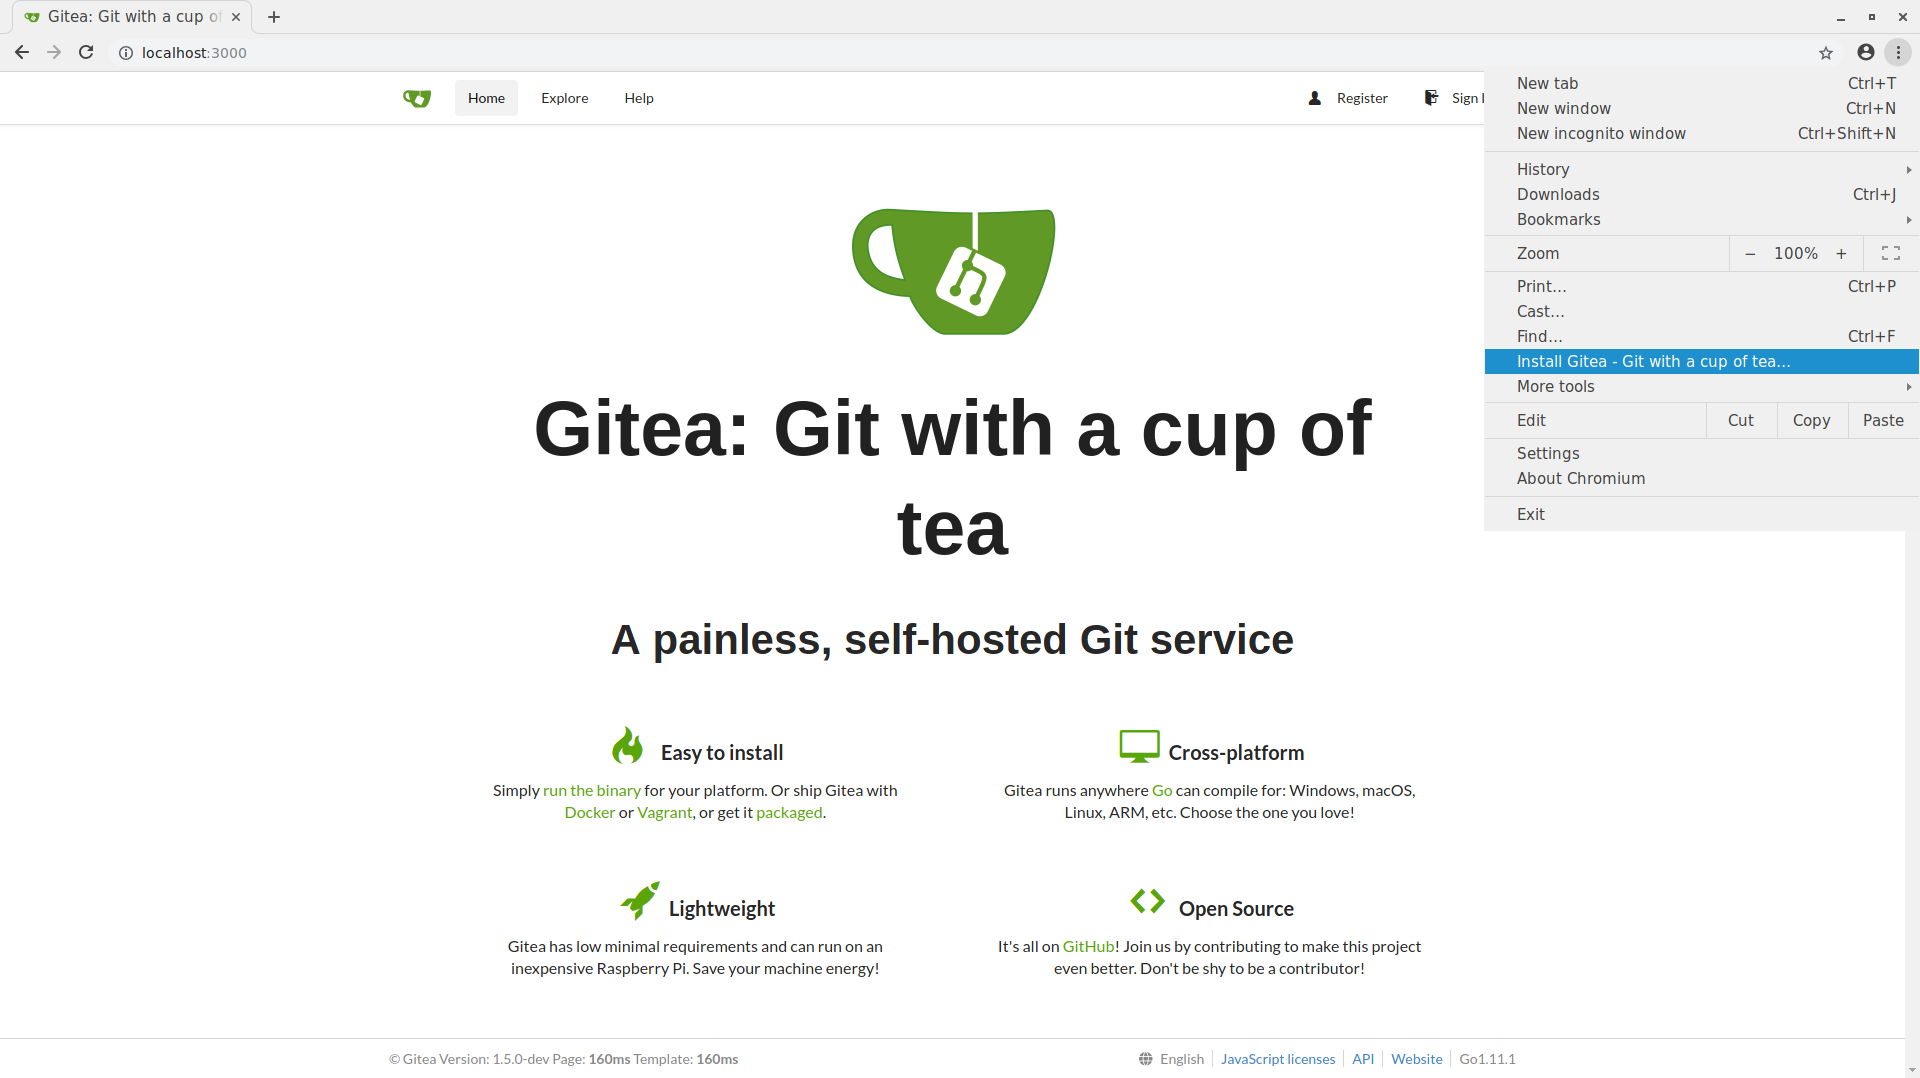 Gitea: Git with a cup of
localhost:3000
Home Explore Help Register Sign
New tab Ctrl+T
New window Ctrl+N
New incognito window Ctrl+Shift+N
History
Downloads Ctrl+J
Bookmarks
Zoom − 100% +
Print... Ctrl+P
Cast...
Find... Ctrl+F
Install Gitea - Git with a cup of tea...
More tools
Edit Cut Copy Paste
Settings
About Chromium
Exit
Gitea: Git with a cup of
tea
A painless, self-hosted Git service
Easy to install
Simply run the binary for your platform. Or ship Gitea with
Docker or Vagrant, or get it packaged.
Cross-platform
Gitea runs anywhere Go can compile for: Windows, macOS,
Linux, ARM, etc. Choose the one you love!
Lightweight
Gitea has low minimal requirements and can run on an
inexpensive Raspberry Pi. Save your machine energy!
Open Source
It's all on GitHub! Join us by contributing to make this project
even better. Don't be shy to be a contributor!
© Gitea Version: 1.5.0-dev Page: 160ms Template: 160ms
English JavaScript licenses API Website Go1.11.1